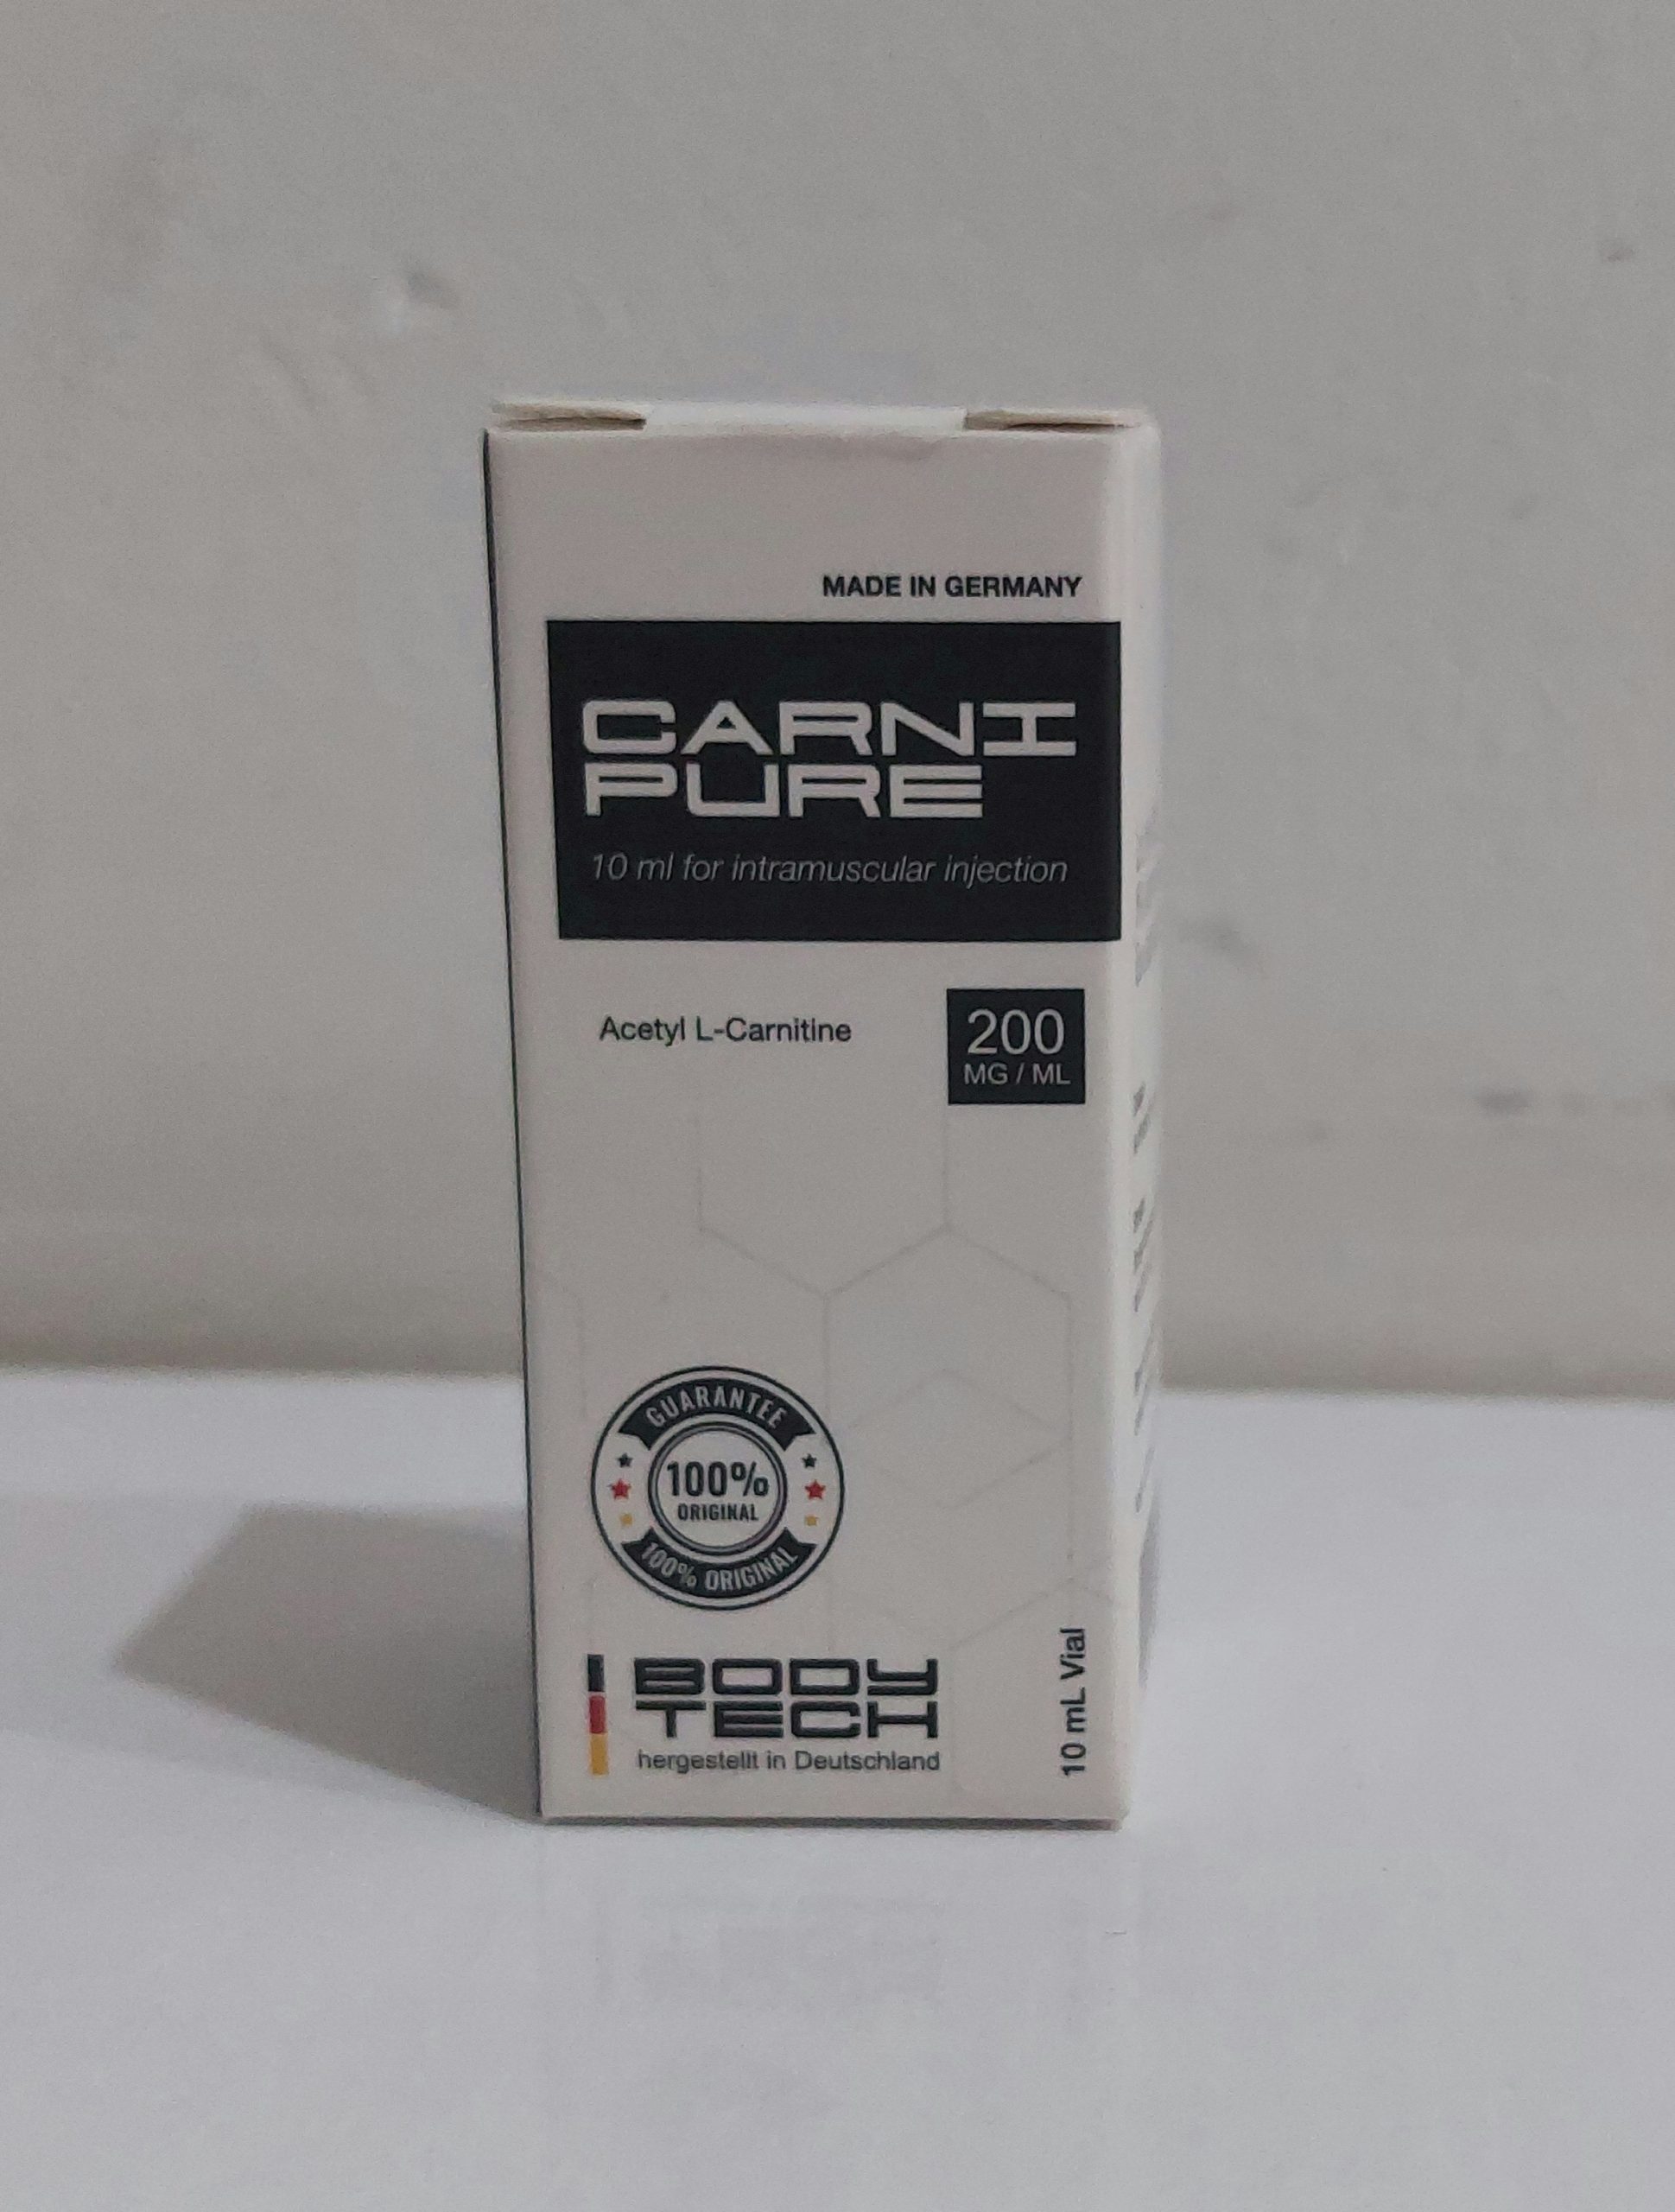 MADE IN GERMANY
CARNI
PURE
10 ml for intramuscular injection
Acetyl L-Carnitine
200
MG / ML
GUARANTEE
100%
ORIGINAL
100% ORIGINAL
BODY
TECH
hergestellt in Deutschland
10 mL Vial